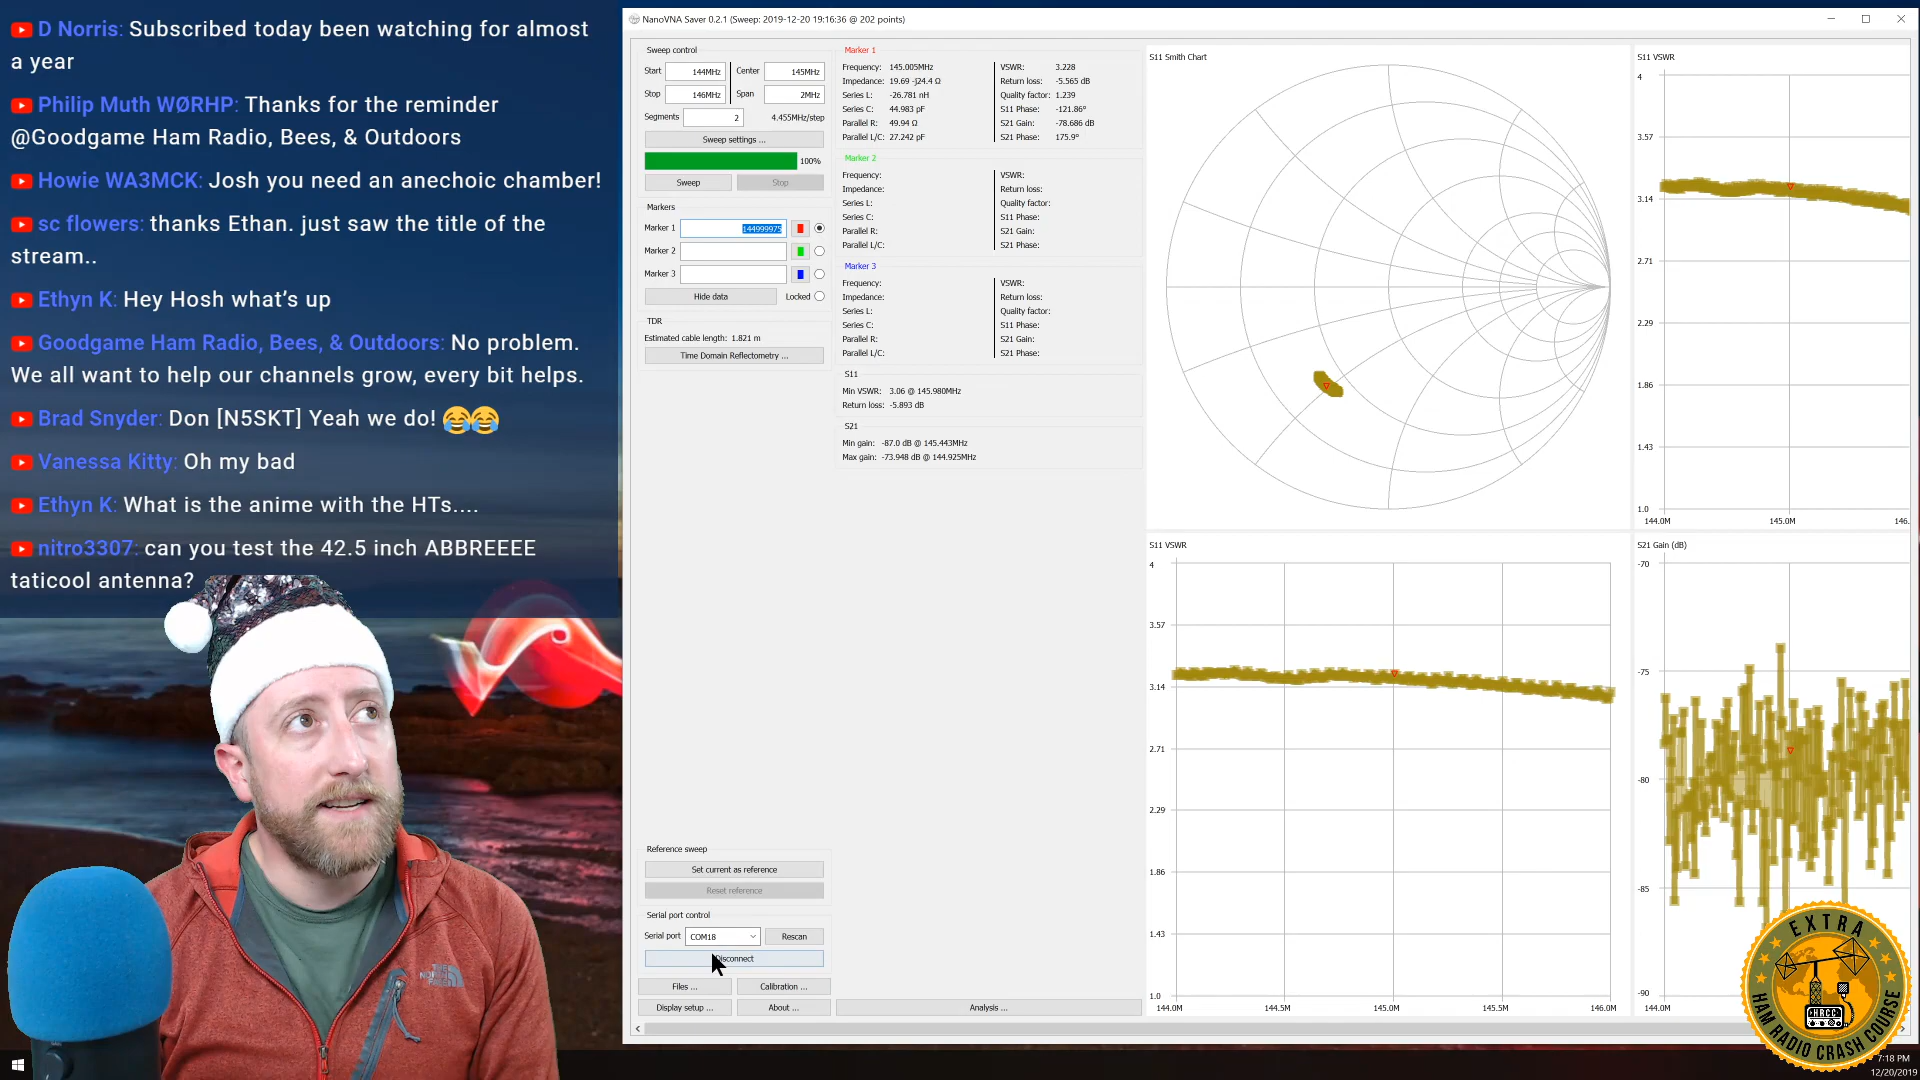 D Norris: Subscribed today been watching for almost
a year
Philip Muth WØRHP: Thanks for the reminder
@Goodgame Ham Radio, Bees, & Outdoors
Howie WA3MCK: Josh you need an anechoic chamber!
sc flowers: thanks Ethan. just saw the title of the
stream..
Ethyn K: Hey Hosh what’s up
Goodgame Ham Radio, Bees, & Outdoors: No problem.
We all want to help our channels grow, every bit helps.
Brad Snyder: Don [N5SKT] Yeah we do! 😂😂
Vanessa Kitty: Oh my bad
Ethyn K: What is the anime with the HTs....
nitro3307: can you test the 42.5 inch ABBREEEE
taticool antenna?
NanoVNA Saver 0.2.1 (Sweep: 2019-12-20 19:16:36 @ 202 points)
Sweep control
Start 144MHz Center 145MHz
Stop 146MHz Span 2MHz
Segments 2 4.455MHz/step
Sweep settings ...
100%
Sweep Stop
Markers
Marker 1 144999975
Marker 2
Marker 3
Hide data Locked
TDR
Estimated cable length: 1.821 m
Time Domain Reflectometry ...
Reference sweep
Set current as reference
Reset reference
Serial port control
Serial port COM18 Rescan
Disconnect
Files ... Calibration ...
Display setup ... About ...
Marker 1
Frequency: 145.005MHz VSWR: 3.228
Impedance: 19.69 -j24.4 Ω Return loss: -5.565 dB
Series L: -26.781 nH Quality factor: 1.239
Series C: 44.983 pF S11 Phase: -121.86°
Parallel R: 49.94 Ω S21 Gain: -78.686 dB
Parallel L/C: 27.242 pF S21 Phase: 175.9°
Marker 2
Frequency: VSWR:
Impedance: Return loss:
Series L: Quality factor:
Series C: S11 Phase:
Parallel R: S21 Gain:
Parallel L/C: S21 Phase:
Marker 3
Frequency: VSWR:
Impedance: Return loss:
Series L: Quality factor:
Series C: S11 Phase:
Parallel R: S21 Gain:
Parallel L/C: S21 Phase:
S11
Min VSWR: 3.06 @ 145.980MHz
Return loss: -5.893 dB
S21
Min gain: -87.0 dB @ 145.443MHz
Max gain: -73.948 dB @ 144.925MHz
Analysis ...
S11 Smith Chart
S11 VSWR
4
3.57
3.14
2.71
2.29
1.86
1.43
1.0
144.0M 145.0M 146.
S11 VSWR
4
3.57
3.14
2.71
2.29
1.86
1.43
1.0
144.0M 144.5M 145.0M 145.5M 146.0M
S21 Gain (dB)
-70
-75
-80
-85
-90
144.0M
EXTRA
HRCC
HAM RADIO CRASH COURSE
THE NORTH FACE
7:18 PM
12/20/2019